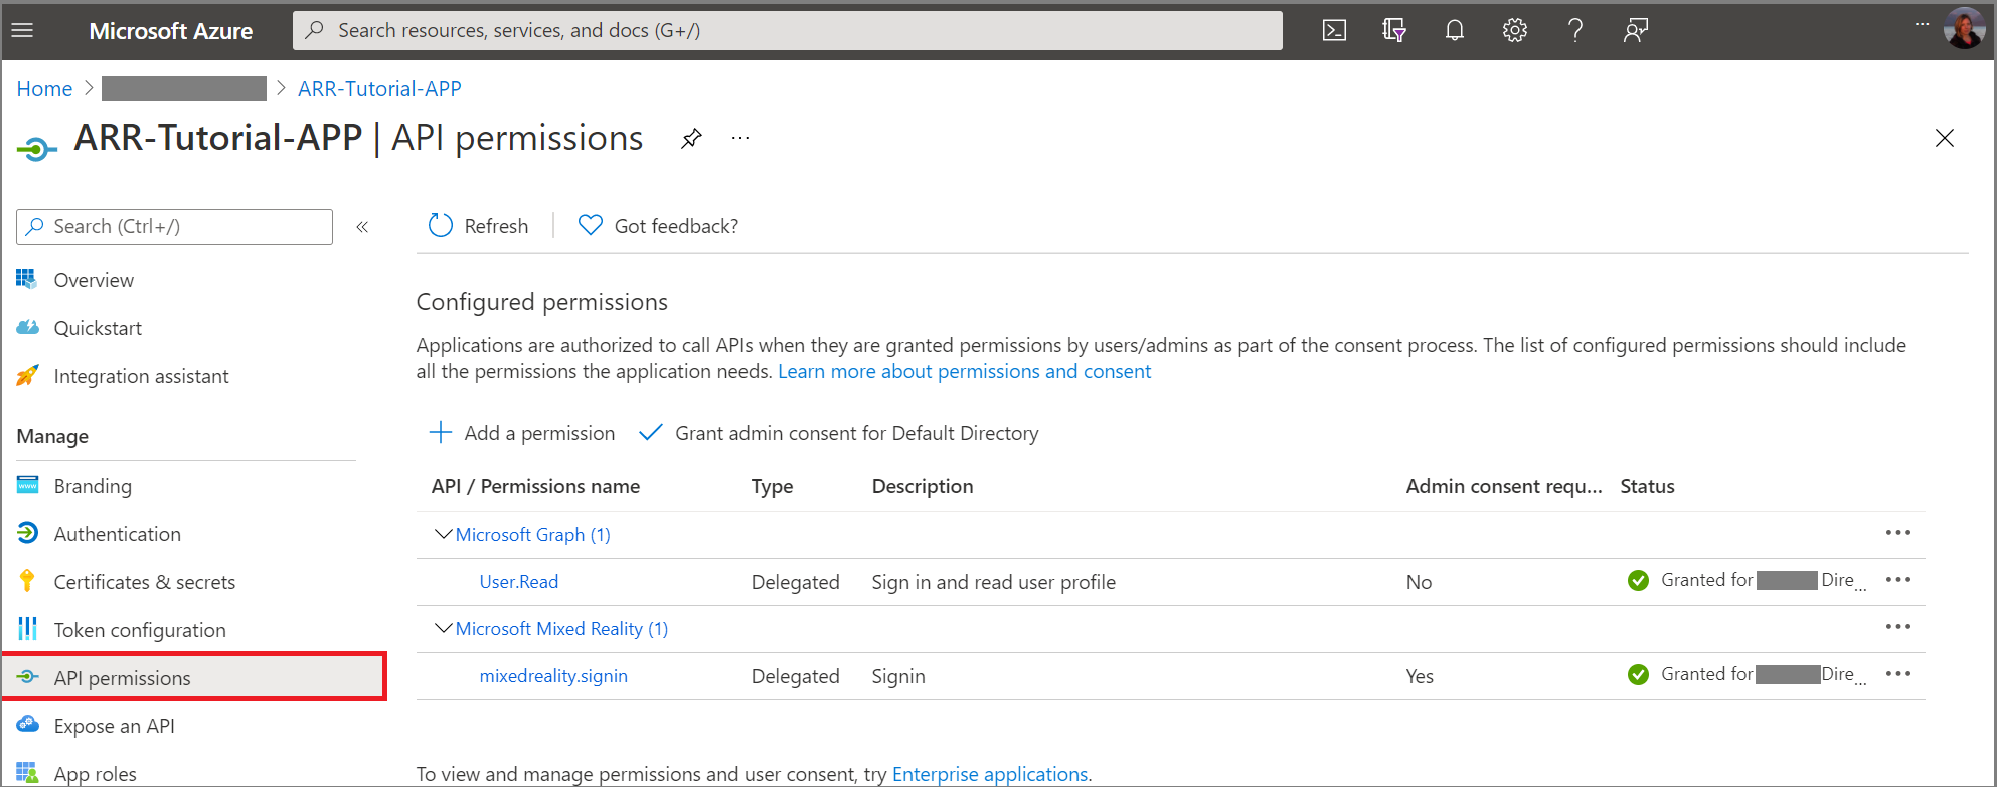 Microsoft Azure
Search resources, services, and docs (G+/)
Home > ARR-Tutorial-APP
ARR-Tutorial-APP | API permissions
Search (Ctrl+/)
Refresh
Got feedback?
Overview
Quickstart
Integration assistant
Manage
Branding
Authentication
Certificates & secrets
Token configuration
API permissions
Expose an API
App roles
Configured permissions
Applications are authorized to call APIs when they are granted permissions by users/admins as part of the consent process. The list of configured permissions should include
all the permissions the application needs. Learn more about permissions and consent
Add a permission
Grant admin consent for Default Directory
API / Permissions name Type Description Admin consent requ... Status
Microsoft Graph (1)
User.Read Delegated Sign in and read user profile No Granted for Dire...
Microsoft Mixed Reality (1)
mixedreality.signin Delegated Signin Yes Granted for Dire...
To view and manage permissions and user consent, try Enterprise applications.